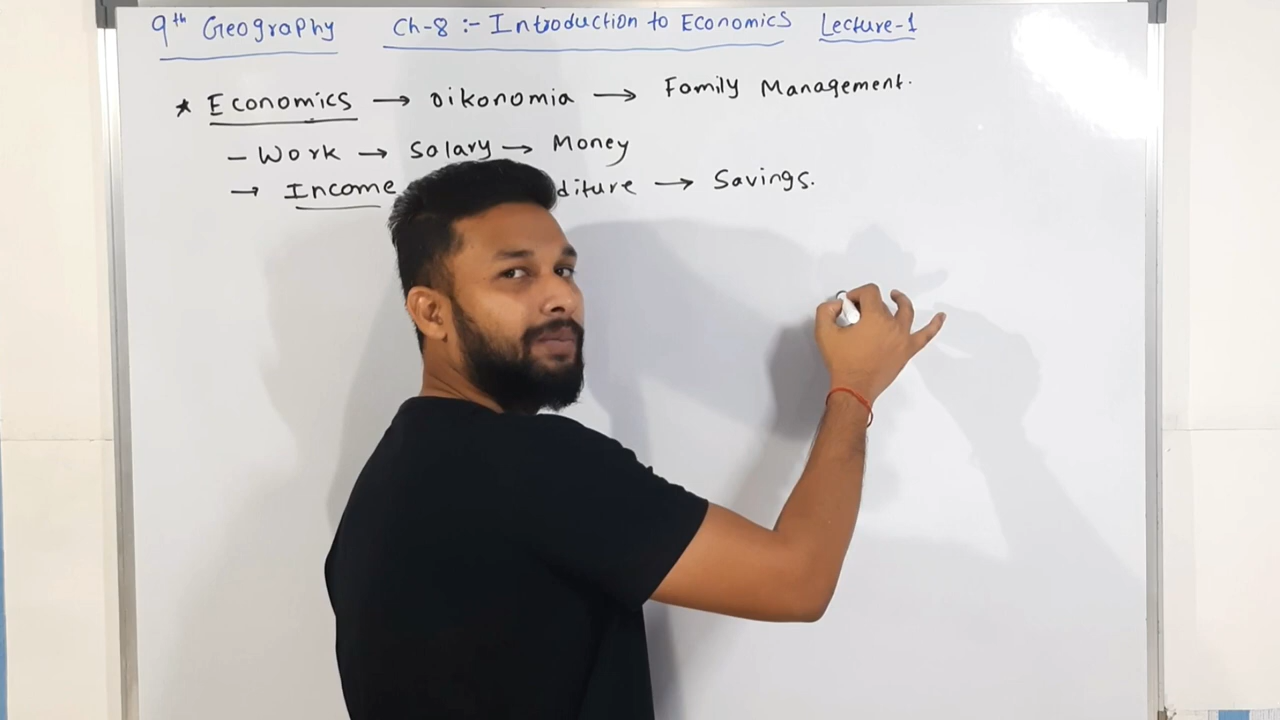 9th Geography Ch-8 :- Introduction to Economics Lecture-1
* Economics → oikonomia → Family Management.
- Work → Salary → Money
→ Income diture → Savings.